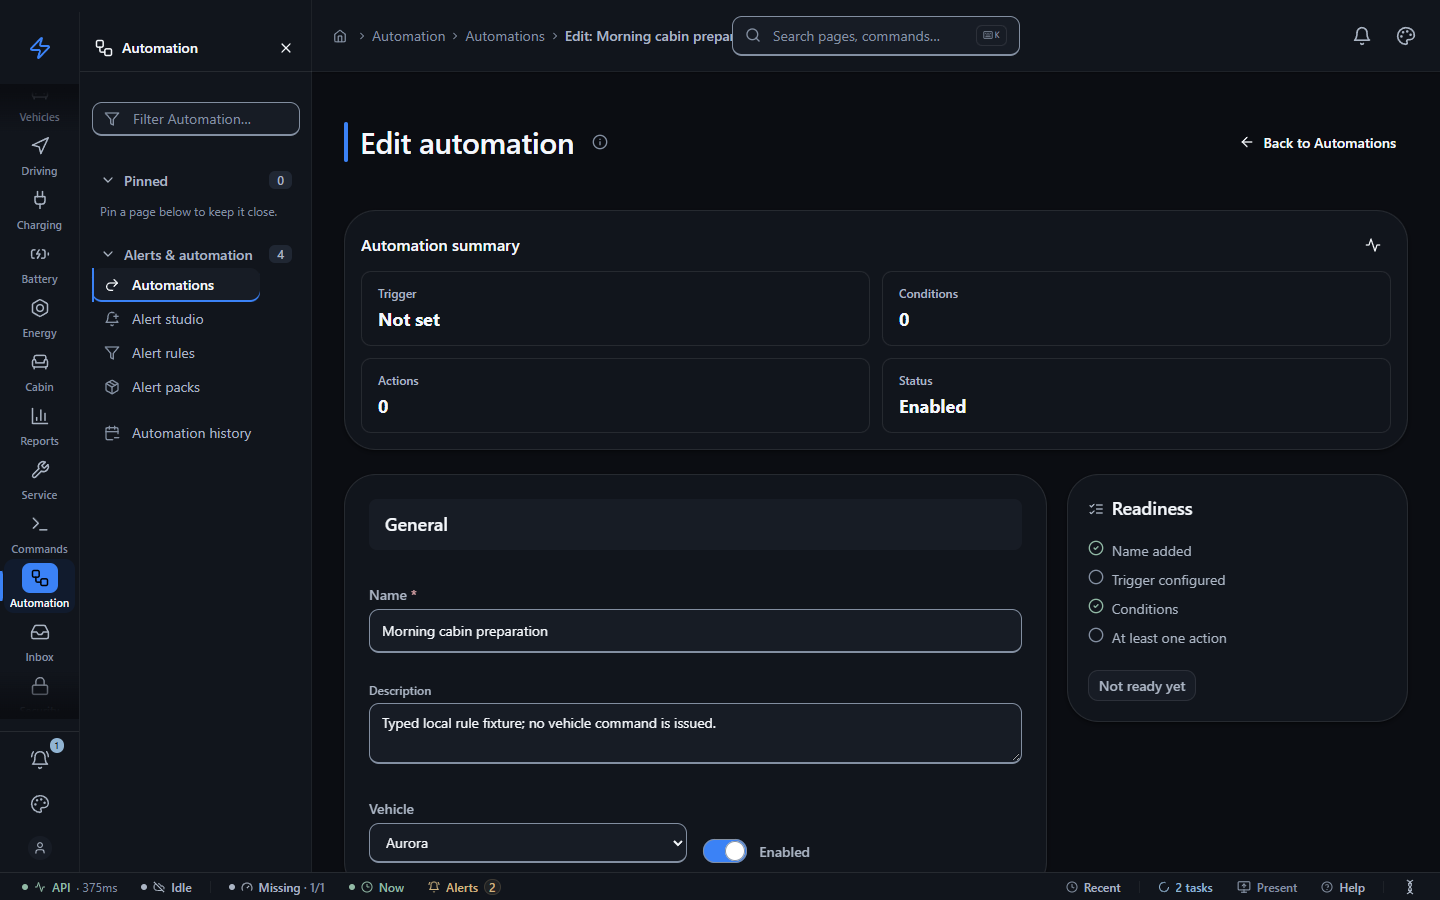 Automation
Automation
Automations
Edit: Morning cabin prepar
Search pages, commands...
K
Vehicles
Driving
Charging
Battery
Energy
Cabin
Reports
Service
Commands
Automation
Inbox
1
Filter Automation...
Pinned
0
Pin a page below to keep it close.
Alerts & automation
4
Automations
Alert studio
Alert rules
Alert packs
Automation history
Edit automation
Back to Automations
Automation summary
Trigger
Not set
Conditions
0
Actions
0
Status
Enabled
General
Name *
Morning cabin preparation
Description
Typed local rule fixture; no vehicle command is issued.
Vehicle
Aurora
Enabled
Readiness
Name added
Trigger configured
Conditions
At least one action
Not ready yet
API · 375ms
Idle
Missing · 1/1
Now
Alerts 2
Recent
2 tasks
Present
Help